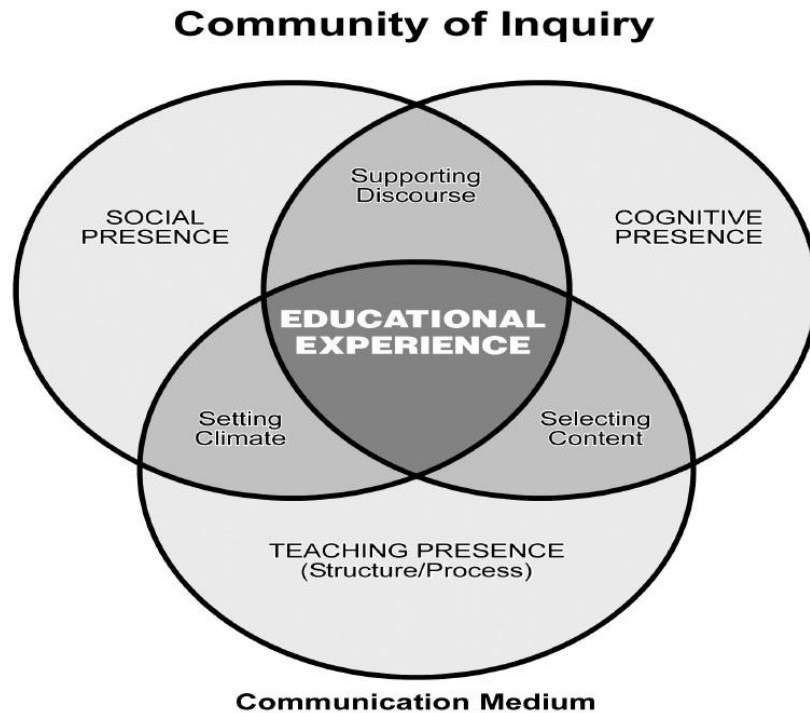 Community of Inquiry
Supporting
Discourse
SOCIAL
PRESENCE
COGNITIVE
PRESENCE
EDUCATIONAL
EXPERIENCE
Setting
Climate
Selecting
Content
TEACHING PRESENCE
(Structure/Process)
Communication Medium